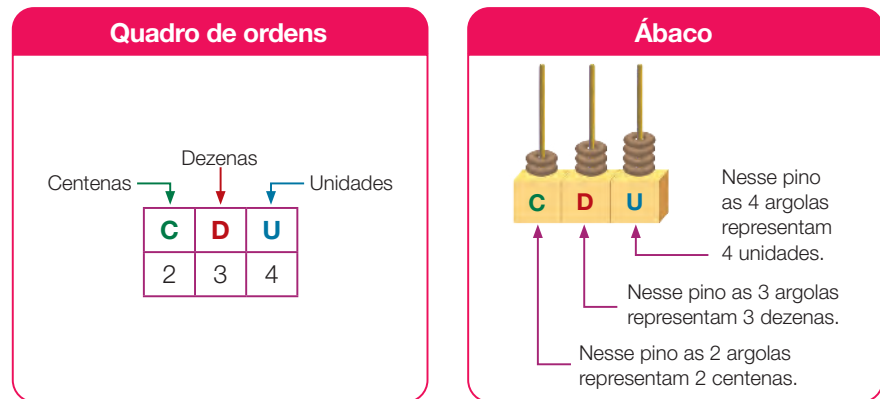 Quadro de ordens
Dezenas
Centenas
Unidades
C D U
2 3 4
Ábaco
C D U
Nesse pino
as 4 argolas
representam
4 unidades.
Nesse pino as 3 argolas
representam 3 dezenas.
Nesse pino as 2 argolas
representam 2 centenas.